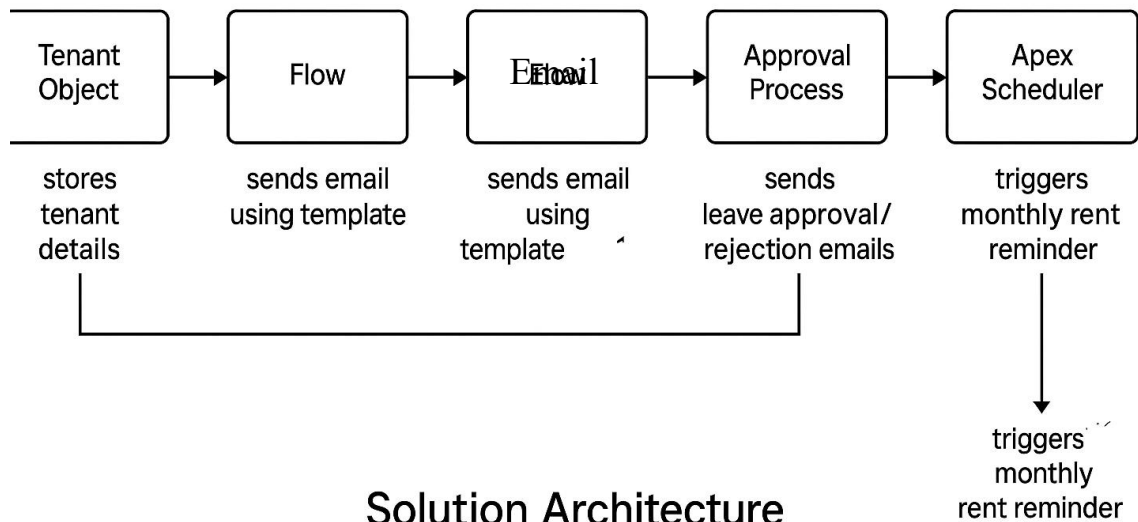 Tenant
Object
Flow
Email
Approval
Process
Apex
Scheduler
stores
tenant
details
sends email
using template
sends email
using
template
sends
leave approval/
rejection emails
triggers
monthly rent
reminder
triggers
monthly
rent reminder
Solution Architecture